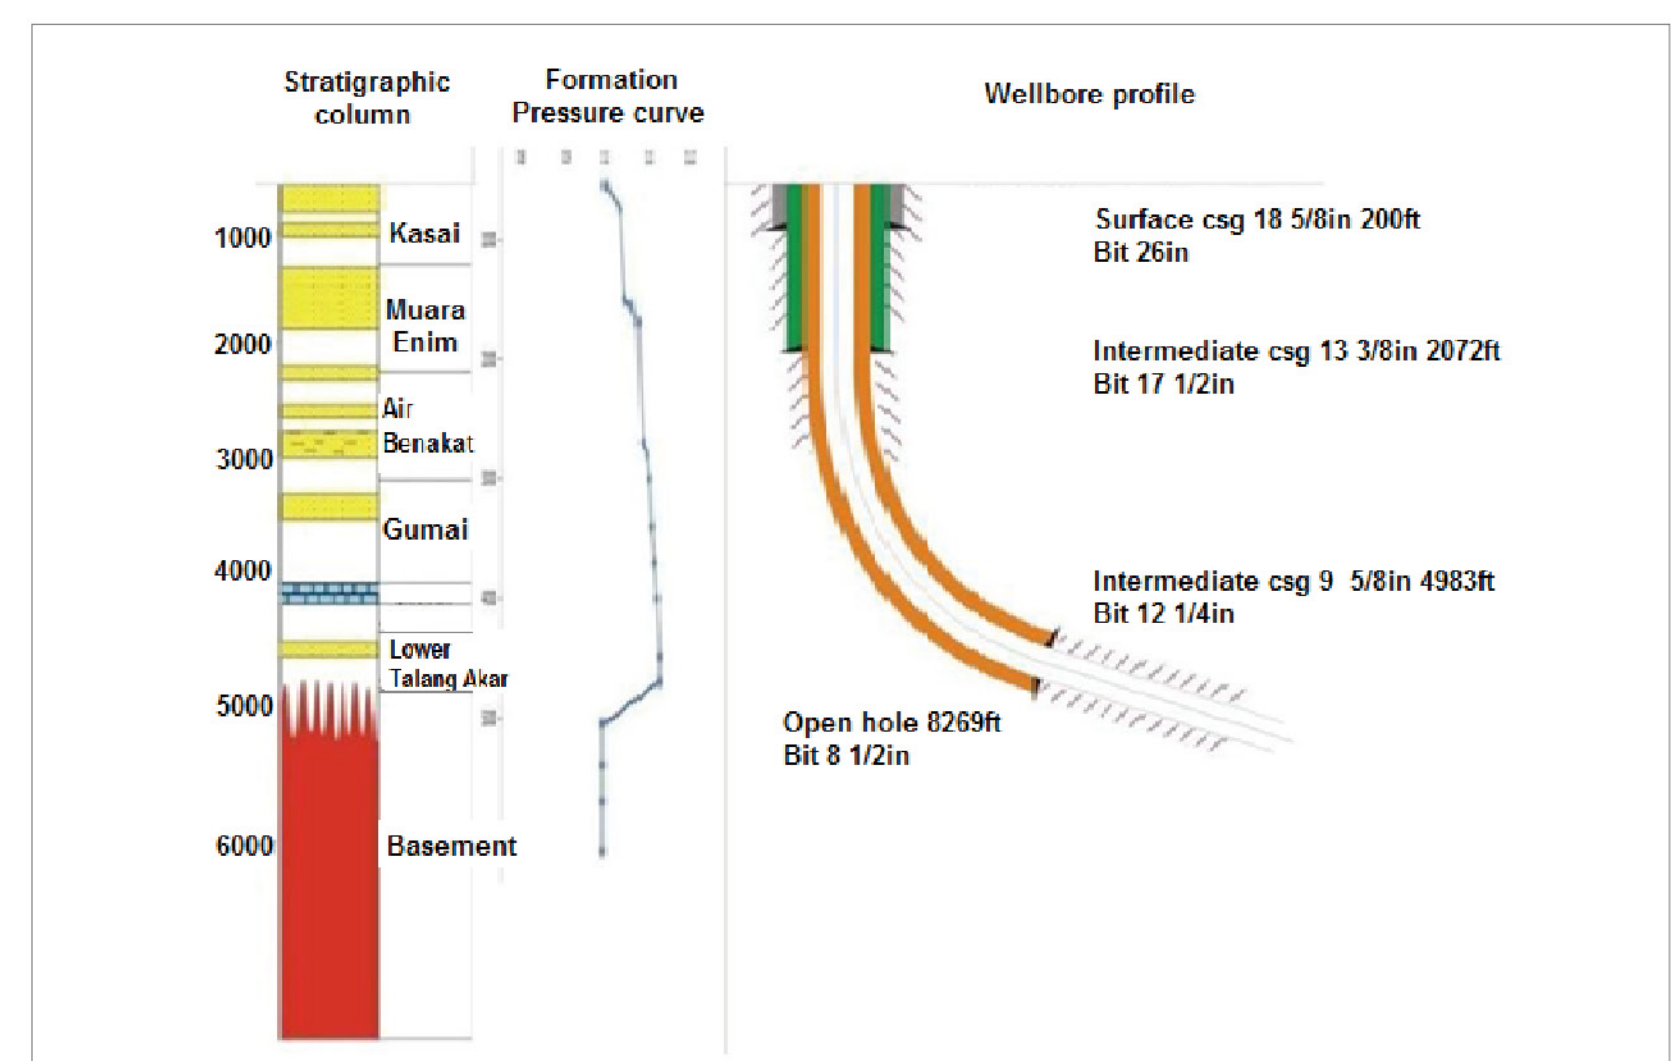 Stratigraphic
column
Formation
Pressure curve
Wellbore profile
1000
2000
3000
4000
5000
6000
Kasai
Muara
Enim
Air
Benakat
Gumai
Lower
Talang Akar
Basement
Surface csg 18 5/8in 200ft
Bit 26in
Intermediate csg 13 3/8in 2072ft
Bit 17 1/2in
Intermediate csg 9 5/8in 4983ft
Bit 12 1/4in
Open hole 8269ft
Bit 8 1/2in